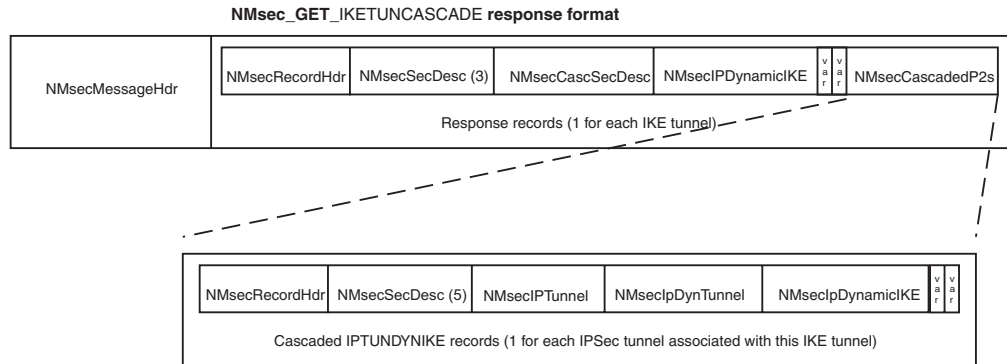 NMsec_GET_IKETUNCASCADE response format
NMsecMessageHdr
NMsecRecordHdr NMsecSecDesc (3) NMsecCascSecDesc NMsecIPDynamicIKE var var NMsecCascadedP2s
Response records (1 for each IKE tunnel)
NMsecRecordHdr NMsecSecDesc (5) NMsecIPTunnel NMsecIpDynTunnel NMsecIpDynamicIKE var var
Cascaded IPTUNDYNIKE records (1 for each IPSec tunnel associated with this IKE tunnel)